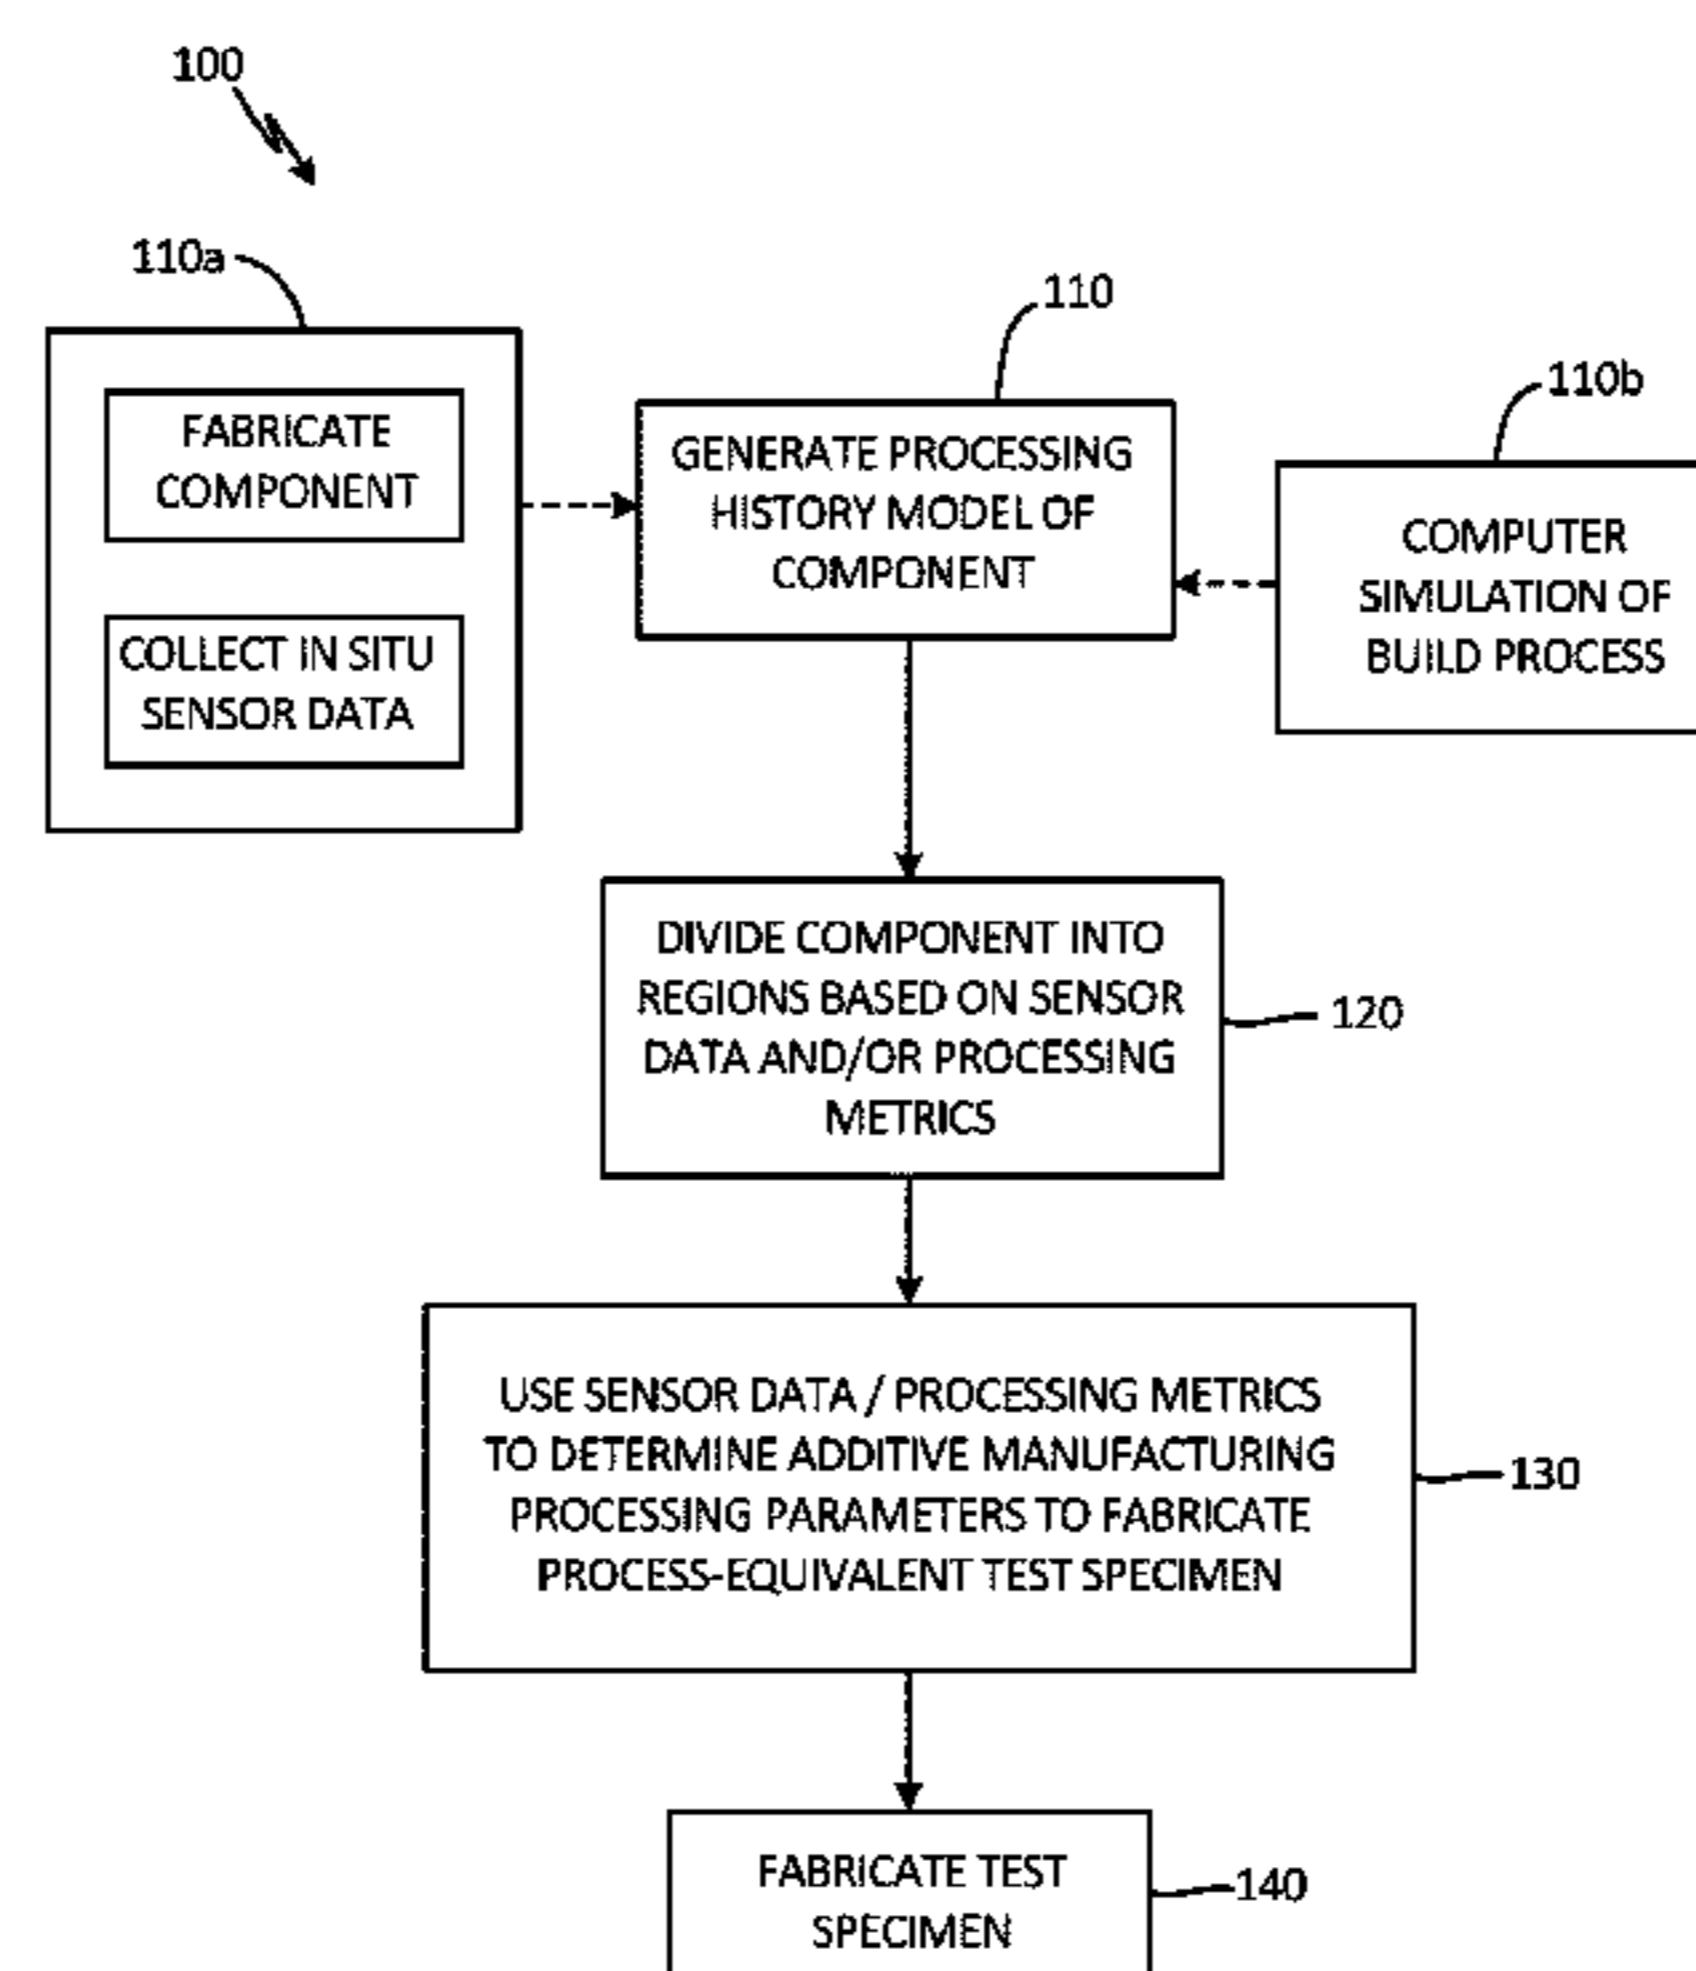 100
110a
110
110b
FABRICATE
COMPONENT
COLLECT IN SITU
SENSOR DATA
GENERATE PROCESSING
HISTORY MODEL OF
COMPONENT
COMPUTER
SIMULATION OF
BUILD PROCESS
DIVIDE COMPONENT INTO
REGIONS BASED ON SENSOR
DATA AND/OR PROCESSING
METRICS
120
USE SENSOR DATA / PROCESSING METRICS
TO DETERMINE ADDITIVE MANUFACTURING
PROCESSING PARAMETERS TO FABRICATE
PROCESS-EQUIVALENT TEST SPECIMEN
130
FABRICATE TEST
SPECIMEN
140